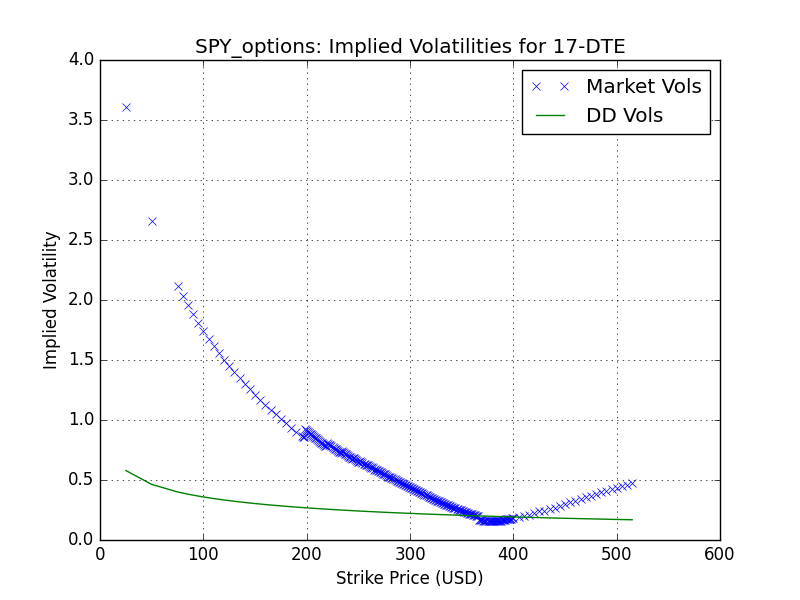 SPY_options: Implied Volatilities for 17-DTE
4.0
3.5
3.0
2.5
2.0
1.5
1.0
0.5
0.0
Implied Volatility
Market Vols
DD Vols
0 100 200 300 400 500 600
Strike Price (USD)